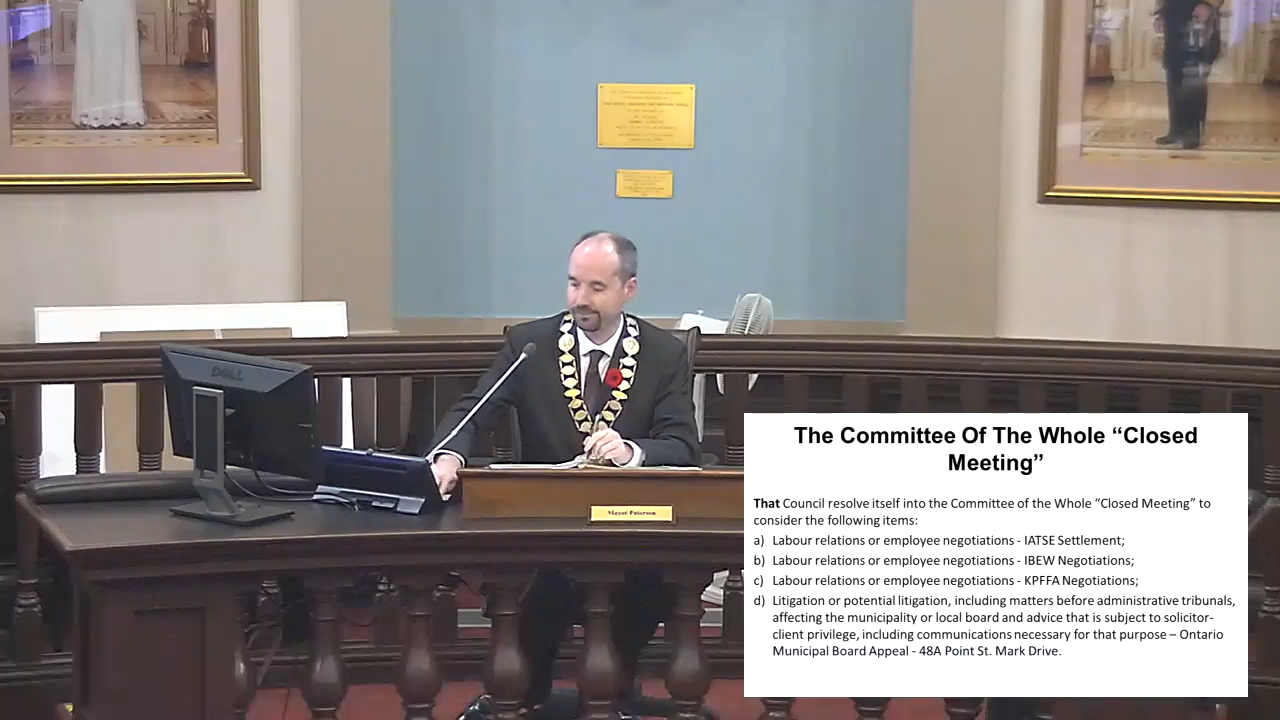 DELL
Mayor Paterson
The Committee Of The Whole “Closed
Meeting”
That Council resolve itself into the Committee of the Whole “Closed Meeting” to
consider the following items:
a) Labour relations or employee negotiations - IATSE Settlement;
b) Labour relations or employee negotiations - IBEW Negotiations;
c) Labour relations or employee negotiations - KPFFA Negotiations;
d) Litigation or potential litigation, including matters before administrative tribunals,
affecting the municipality or local board and advice that is subject to solicitor-
client privilege, including communications necessary for that purpose – Ontario
Municipal Board Appeal - 48A Point St. Mark Drive.